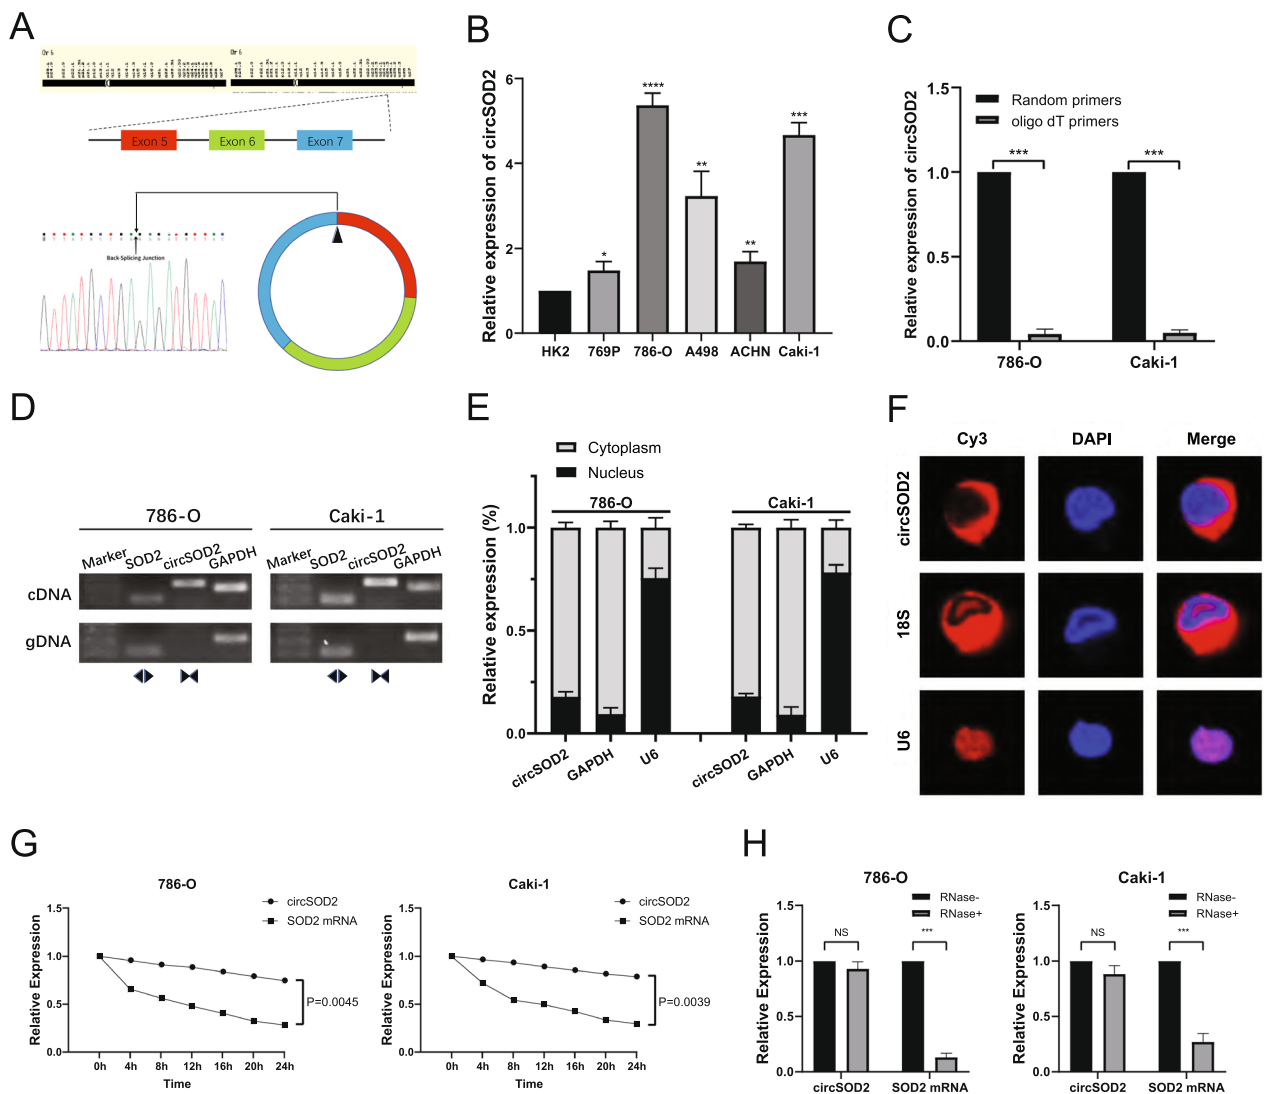 A
Chr 6
Chr 6
Exon 5
Exon 6
Exon 7
Back-Splicing Junction
B
Relative expression of circSOD2
6
4
2
0
*
****
**
**
***
HK2
769P
786-O
A498
ACHN
Caki-1
C
Relative expression of circSOD2
1.5
1.0
0.5
0.0
Random primers
oligo dT primers
***
***
786-O
Caki-1
D
786-O
Caki-1
Marker
SOD2
circSOD2
GAPDH
Marker
SOD2
circSOD2
GAPDH
cDNA
gDNA
E
Cytoplasm
Nucleus
Relative expression (%)
1.0
0.5
0.0
786-O
Caki-1
circSOD2
GAPDH
U6
circSOD2
GAPDH
U6
F
Cy3
DAPI
Merge
circSOD2
18S
U6
G
786-O
circSOD2
SOD2 mRNA
Relative Expression
1.5
1.0
0.5
0.0
P=0.0045
0h
4h
8h
12h
16h
20h
24h
Time
Caki-1
circSOD2
SOD2 mRNA
Relative Expression
1.5
1.0
0.5
0.0
P=0.0039
0h
4h
8h
12h
16h
20h
24h
Time
H
786-O
RNase-
RNase+
Relative Expression
1.5
1.0
0.5
0.0
NS
***
circSOD2
SOD2 mRNA
Caki-1
RNase-
RNase+
Relative Expression
1.5
1.0
0.5
0.0
NS
***
circSOD2
SOD2 mRNA